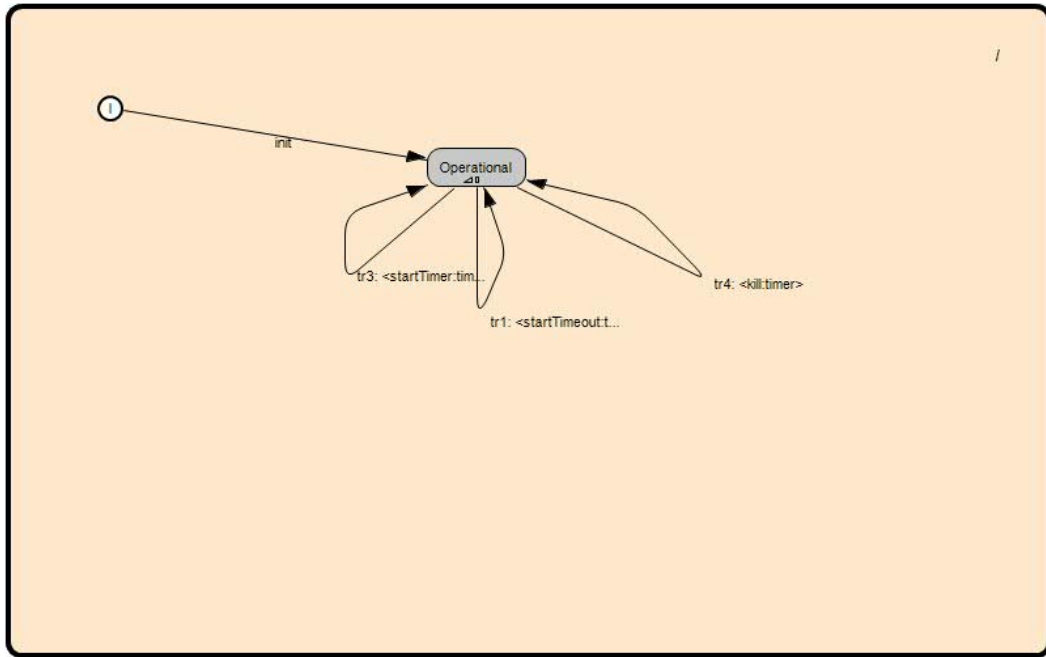 /
I
init
Operational
tr3: <startTimer:tim...
tr4: <kill:timer>
tr1: <startTimeout:t...